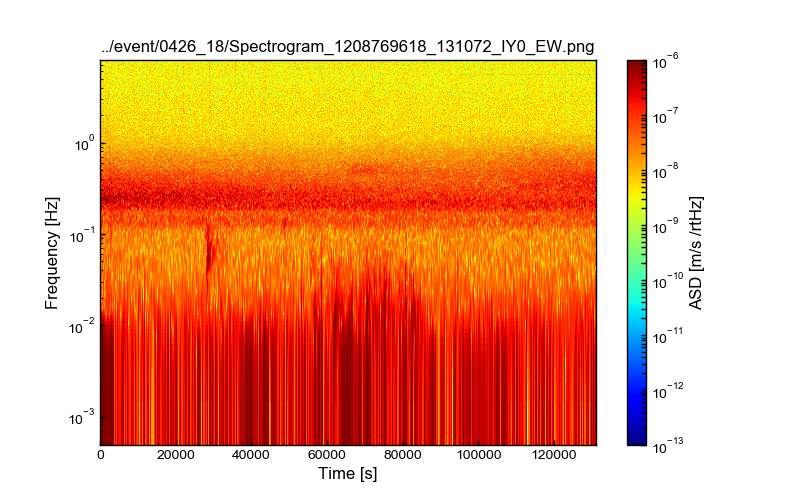 ../event/0426_18/Spectrogram_1208769618_131072_IY0_EW.png
10^0
10^−1
10^−2
10^−3
Frequency [Hz]
0 20000 40000 60000 80000 100000 120000
Time [s]
10^−6
10^−7
10^−8
10^−9
10^−10
10^−11
10^−12
10^−13
ASD [m/s /rtHz]